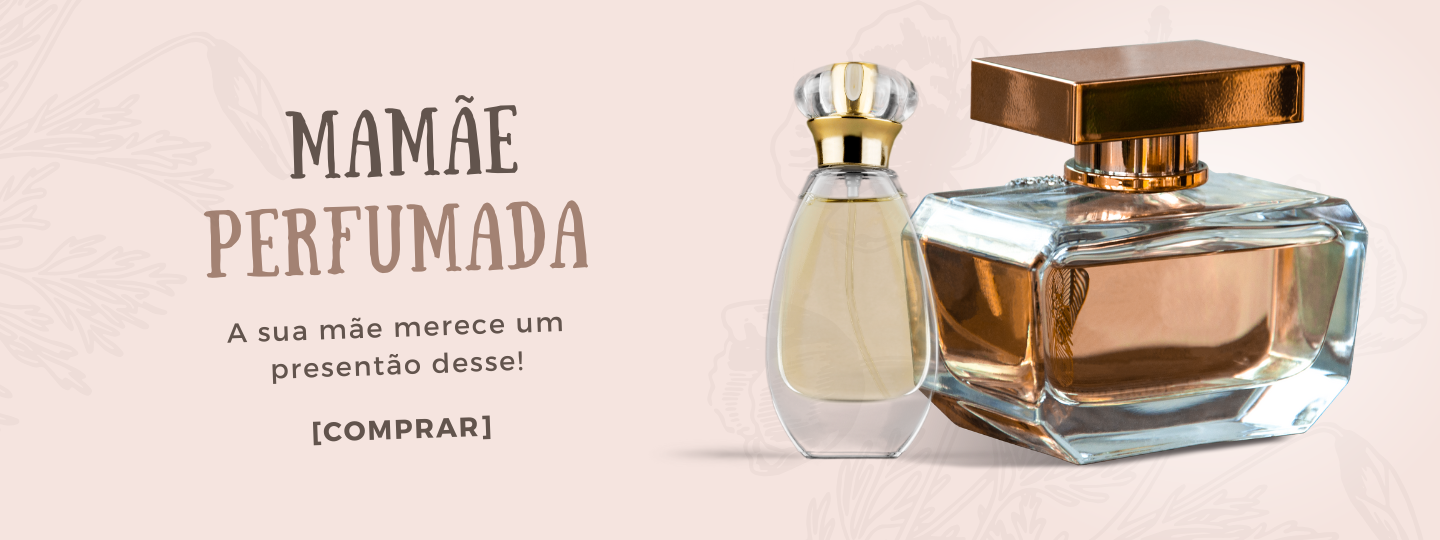 MAMÃE
PERFUMADA
A sua mãe merece um
presentão desse!
[COMPRAR]